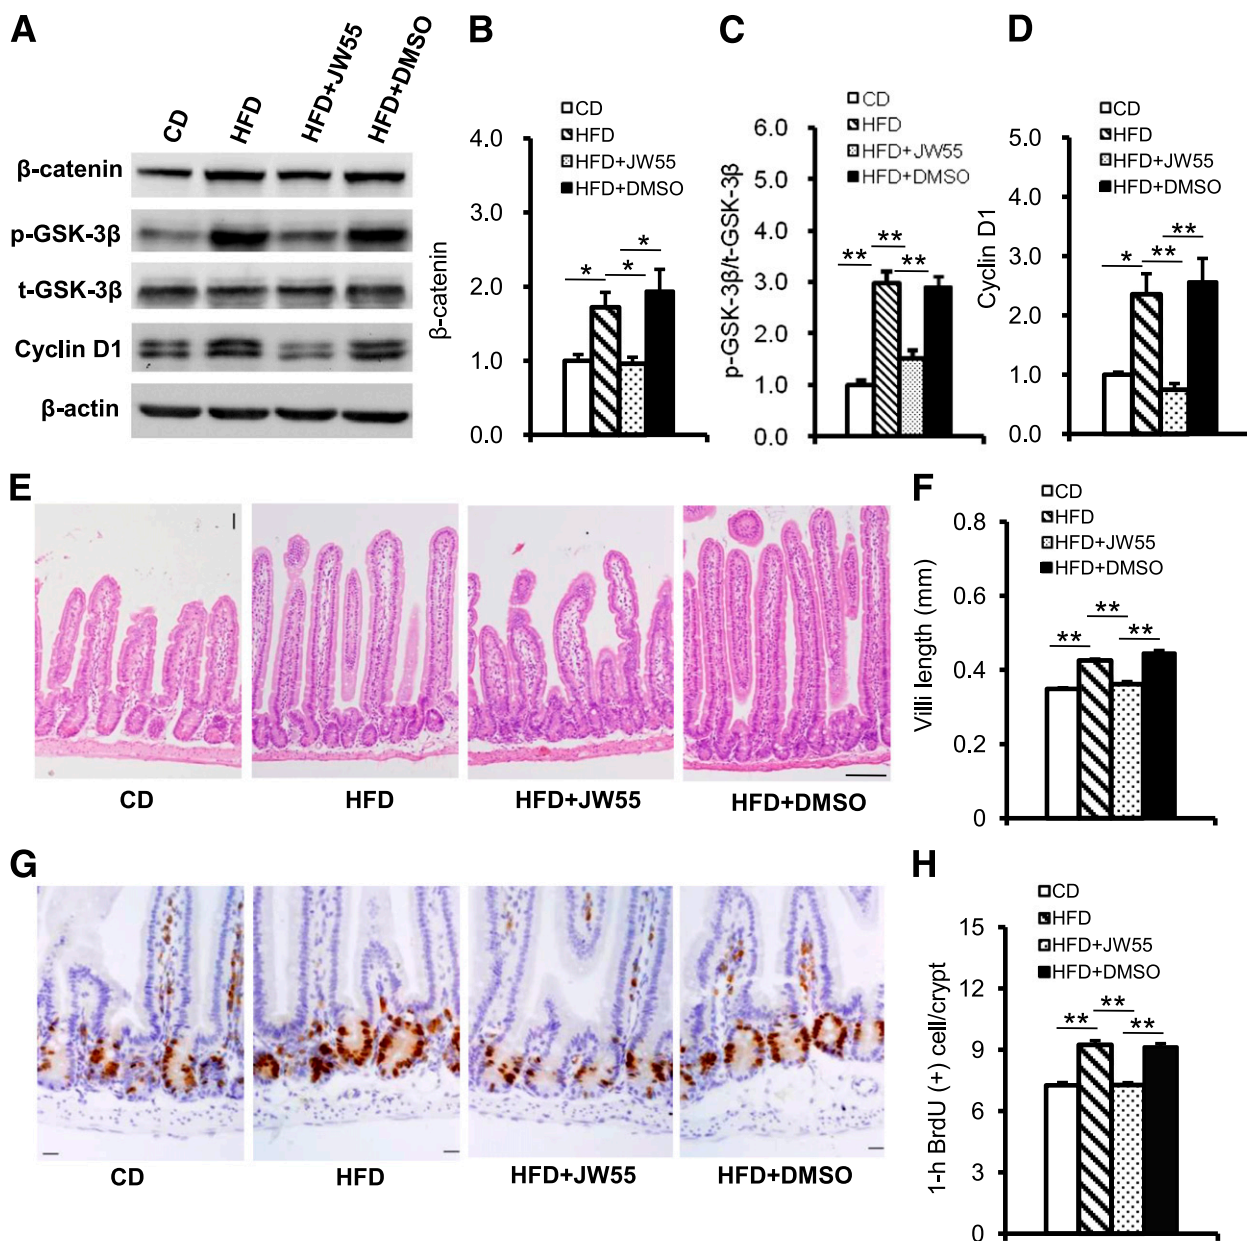 A
CD
HFD
HFD+JW55
HFD+DMSO
β-catenin
p-GSK-3β
t-GSK-3β
Cyclin D1
β-actin
B
CD
HFD
HFD+JW55
HFD+DMSO
β-catenin
4.0
3.0
2.0
1.0
0.0
*
*
*
C
CD
HFD
HFD+JW55
HFD+DMSO
p-GSK-3β/t-GSK-3β
6.0
5.0
4.0
3.0
2.0
1.0
0.0
**
**
**
D
CD
HFD
HFD+JW55
HFD+DMSO
Cyclin D1
5.0
4.0
3.0
2.0
1.0
0.0
*
**
**
E
CD
HFD
HFD+JW55
HFD+DMSO
F
CD
HFD
HFD+JW55
HFD+DMSO
Villi length (mm)
0.8
0.6
0.4
0.2
0
**
**
**
G
CD
HFD
HFD+JW55
HFD+DMSO
H
CD
HFD
HFD+JW55
HFD+DMSO
1-h BrdU (+) cell/crypt
15
12
9
6
3
0
**
**
**